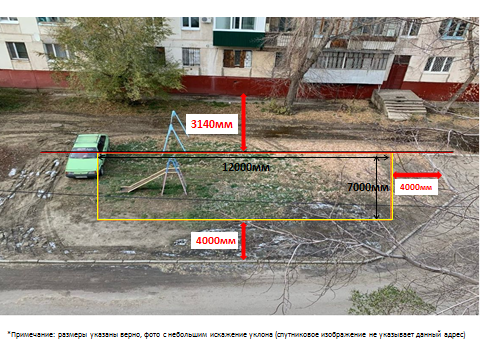 3140мм
12000мм
7000мм
4000мм
4000мм
*Примечание: размеры указаны верно, фото с небольшим искажение уклона (спутниковое изображение не указывает данный адрес)